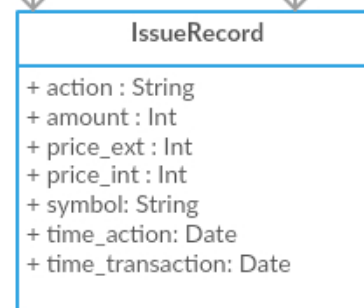 IssueRecord
+ action : String
+ amount : Int
+ price_ext : Int
+ price_int : Int
+ symbol: String
+ time_action: Date
+ time_transaction: Date